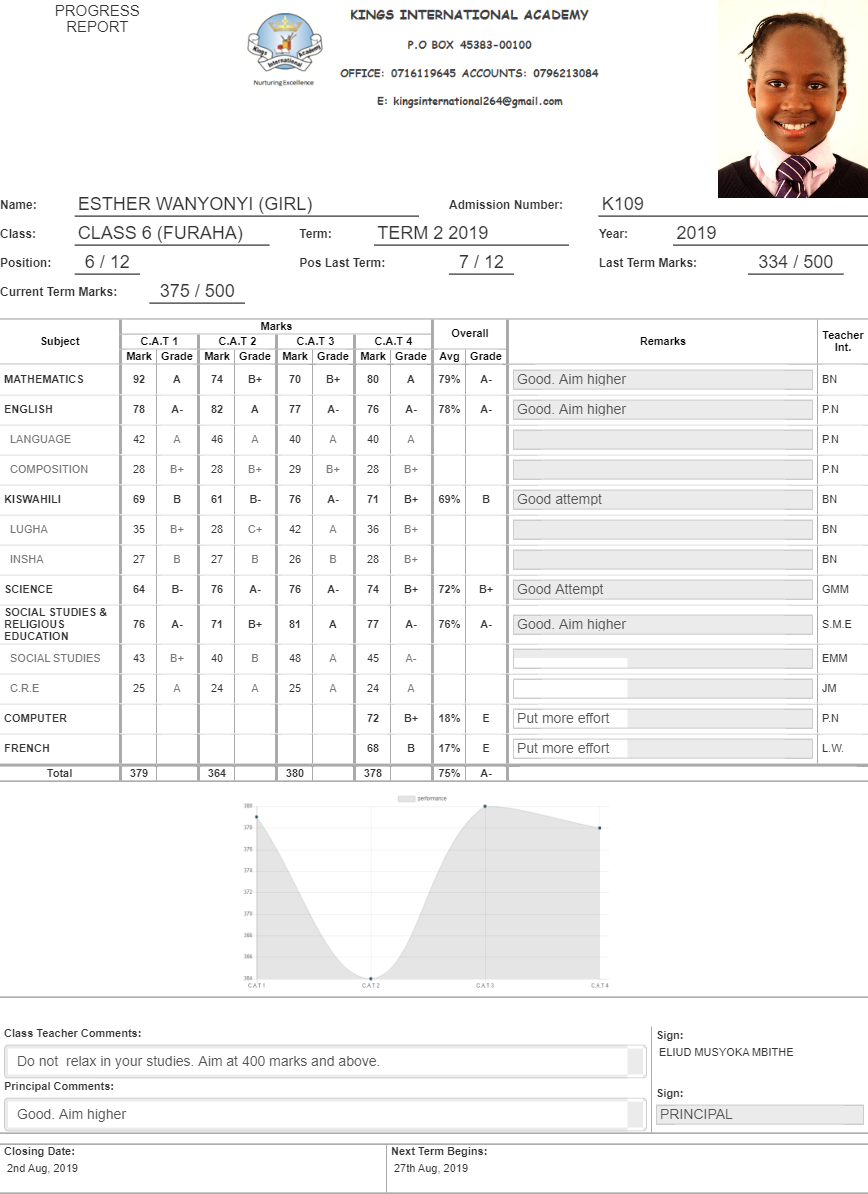 PROGRESS
REPORT
Kings
Academy
International
Nurturing Excellence
KINGS INTERNATIONAL ACADEMY
P.O BOX 45383-00100
OFFICE: 0716119645 ACCOUNTS: 0796213084
E: kingsinternational264@gmail.com
Name: ESTHER WANYONYI (GIRL) Admission Number: K109
Class: CLASS 6 (FURAHA) Term: TERM 2 2019 Year: 2019
Position: 6 / 12 Pos Last Term: 7 / 12 Last Term Marks: 334 / 500
Current Term Marks: 375 / 500
Subject Marks Overall Remarks Teacher Int.
C.A.T 1 C.A.T 2 C.A.T 3 C.A.T 4
Mark Grade Mark Grade Mark Grade Mark Grade Avg Grade
MATHEMATICS 92 A 74 B+ 70 B+ 80 A 79% A- Good. Aim higher BN
ENGLISH 78 A- 82 A 77 A- 76 A- 78% A- Good. Aim higher P.N
LANGUAGE 42 A 46 A 40 A 40 A P.N
COMPOSITION 28 B+ 28 B+ 29 B+ 28 B+ P.N
KISWAHILI 69 B 61 B- 76 A- 71 B+ 69% B Good attempt BN
LUGHA 35 B+ 28 C+ 42 A 36 B+ BN
INSHA 27 B 27 B 26 B 28 B+ BN
SCIENCE 64 B- 76 A- 76 A- 74 B+ 72% B+ Good Attempt GMM
SOCIAL STUDIES &
RELIGIOUS
EDUCATION 76 A- 71 B+ 81 A 77 A- 76% A- Good. Aim higher S.M.E
SOCIAL STUDIES 43 B+ 40 B 48 A 45 A- EMM
C.R.E 25 A 24 A 25 A 24 A JM
COMPUTER 72 B+ 18% E Put more effort P.N
FRENCH 68 B 17% E Put more effort L.W.
Total 379 364 380 378 75% A-
performance
380
378
376
374
372
370
368
366
364
C.A.T 1 C.A.T 2 C.A.T 3 C.A.T 4
Class Teacher Comments:
Do not relax in your studies. Aim at 400 marks and above.
Sign:
ELIUD MUSYOKA MBITHE
Principal Comments:
Good. Aim higher
Sign:
PRINCIPAL
Closing Date:
2nd Aug, 2019
Next Term Begins:
27th Aug, 2019